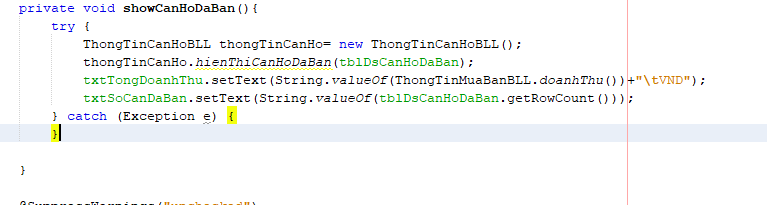 private void showCanHoDaBan(){
try {
ThongTinCanHoBLL thongTinCanHo= new ThongTinCanHoBLL();
thongTinCanHo.hienThiCanHoDaBan(tblDsCanHoDaBan);
txtTongDoanhThu.setText(String.valueOf(ThongTinMuaBanBLL.doanhThu())+"\tVND");
txtSoCanDaBan.setText(String.valueOf(tblDsCanHoDaBan.getRowCount()));
} catch (Exception e) {
}
}
@SuppressWarnings("unchecked")